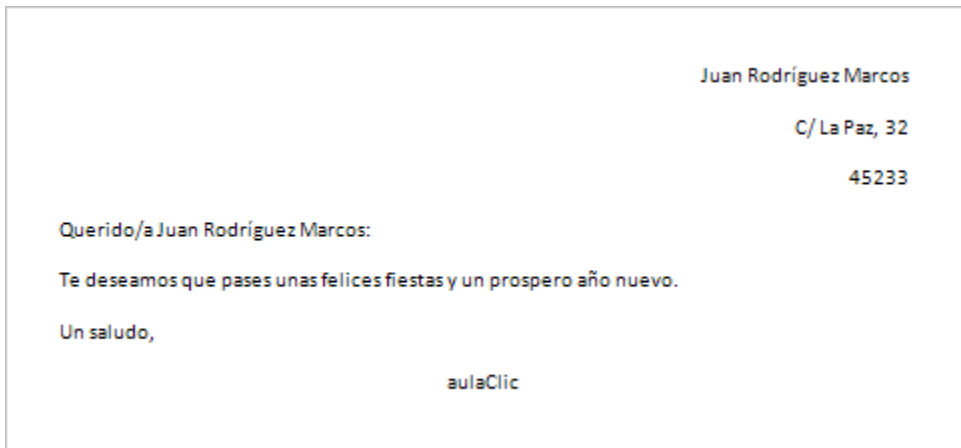 Juan Rodríguez Marcos
C/ La Paz, 32
45233
Querido/a Juan Rodríguez Marcos:
Te deseamos que pases unas felices fiestas y un prospero año nuevo.
Un saludo,
aulaClic